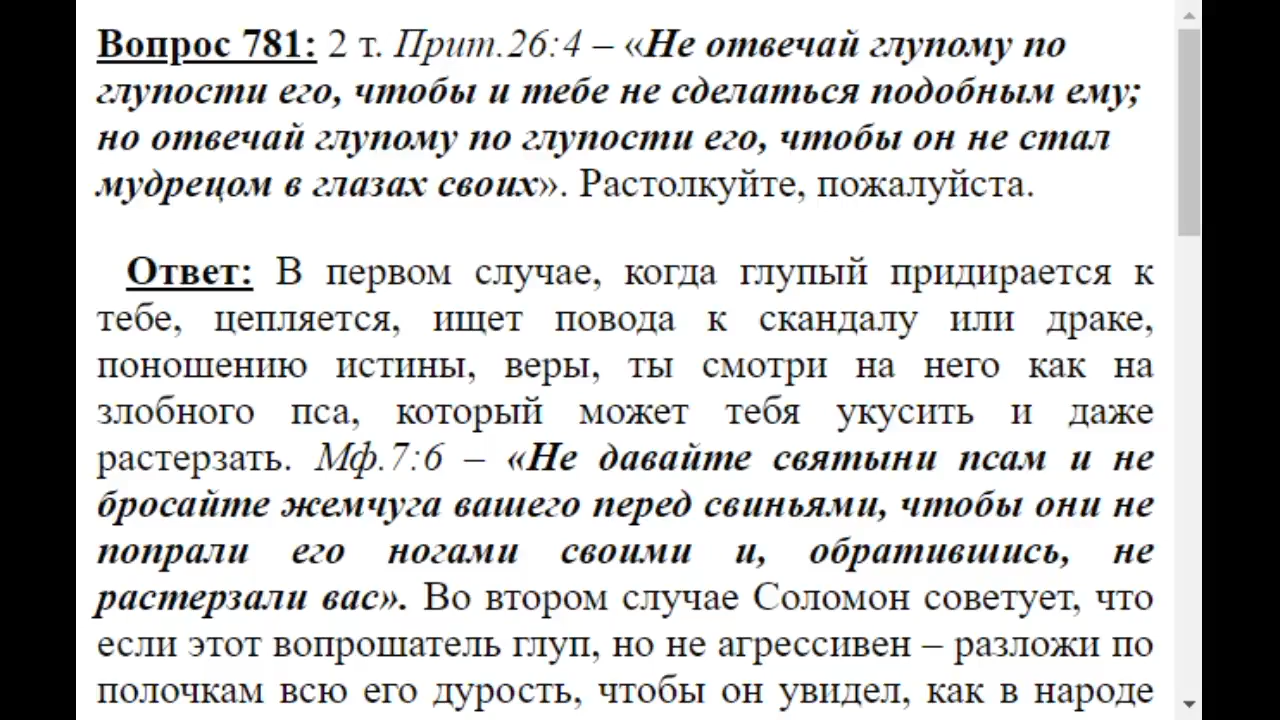 Вопрос 781: 2 т. Прит.26:4 – «Не отвечай глупому по
глупости его, чтобы и тебе не сделаться подобным ему;
но отвечай глупому по глупости его, чтобы он не стал
мудрецом в глазах своих». Растолкуйте, пожалуйста.
Ответ: В первом случае, когда глупый придирается к
тебе, цепляется, ищет повода к скандалу или драке,
поношению истины, веры, ты смотри на него как на
злобного пса, который может тебя укусить и даже
растерзать. Мф.7:6 – «Не давайте святыни псам и не
бросайте жемчуга вашего перед свиньями, чтобы они не
попрали его ногами своими и, обратившись, не
растерзали вас». Во втором случае Соломон советует, что
если этот вопрошатель глуп, но не агрессивен – разложи по
полочкам всю его дурость, чтобы он увидел, как в народе